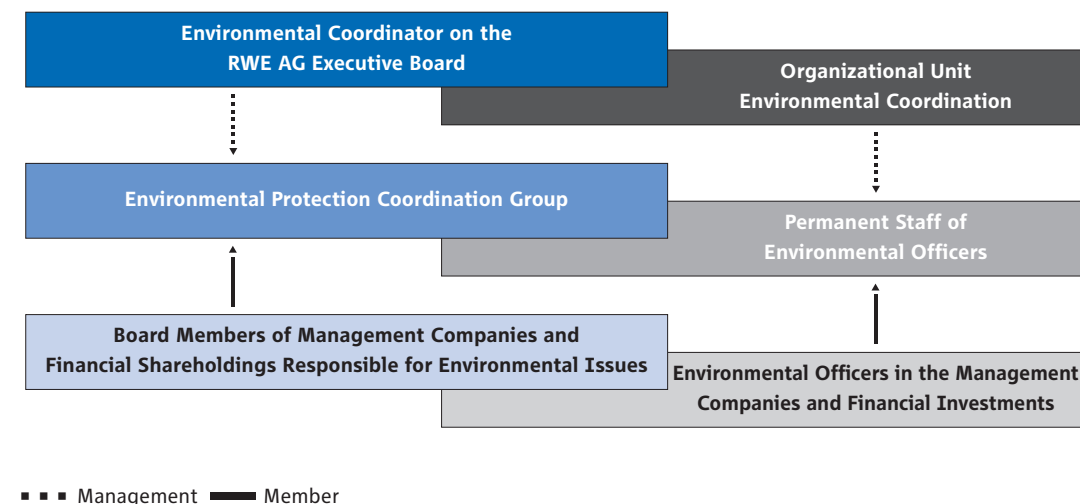 Environmental Coordinator on the
RWE AG Executive Board
Organizational Unit
Environmental Coordination
Environmental Protection Coordination Group
Permanent Staff of
Environmental Officers
Board Members of Management Companies and
Financial Shareholdings Responsible for Environmental Issues
Environmental Officers in the Management
Companies and Financial Investments
Management Member